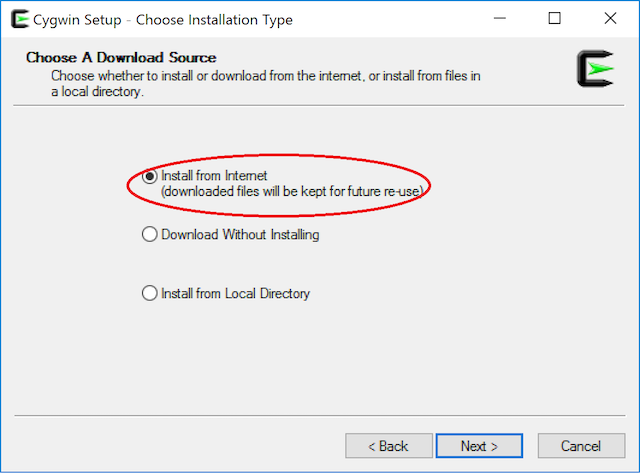 Cygwin Setup - Choose Installation Type
Choose A Download Source
Choose whether to install or download from the internet, or install from files in
a local directory.
Install from Internet
(downloaded files will be kept for future re-use)
Download Without Installing
Install from Local Directory
< Back
Next >
Cancel